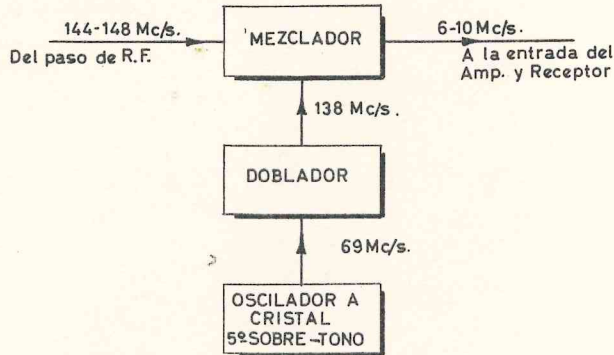 144-148 Mc/s.
Del paso de R.F.
MEZCLADOR
6-10 Mc/s.
A la entrada del
Amp. y Receptor
138 Mc/s.
DOBLADOR
69 Mc/s.
OSCILADOR A
CRISTAL
5º SOBRE-TONO